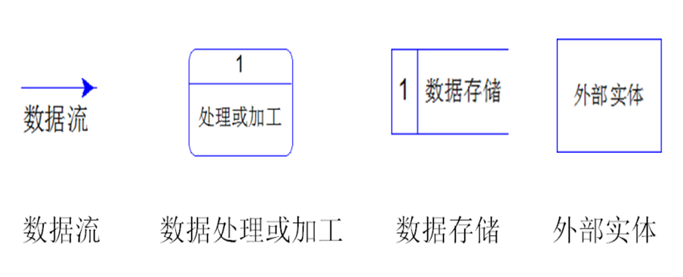 1
1 数据存储
数据流
处理或加工
外部实体
数据流 数据处理或加工 数据存储 外部实体